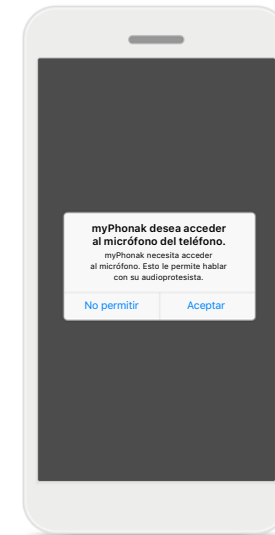 myPhonak desea acceder
al micrófono del teléfono.
myPhonak necesita acceder
al micrófono. Esto le permite hablar
con su audioprotesista.
No permitir
Aceptar